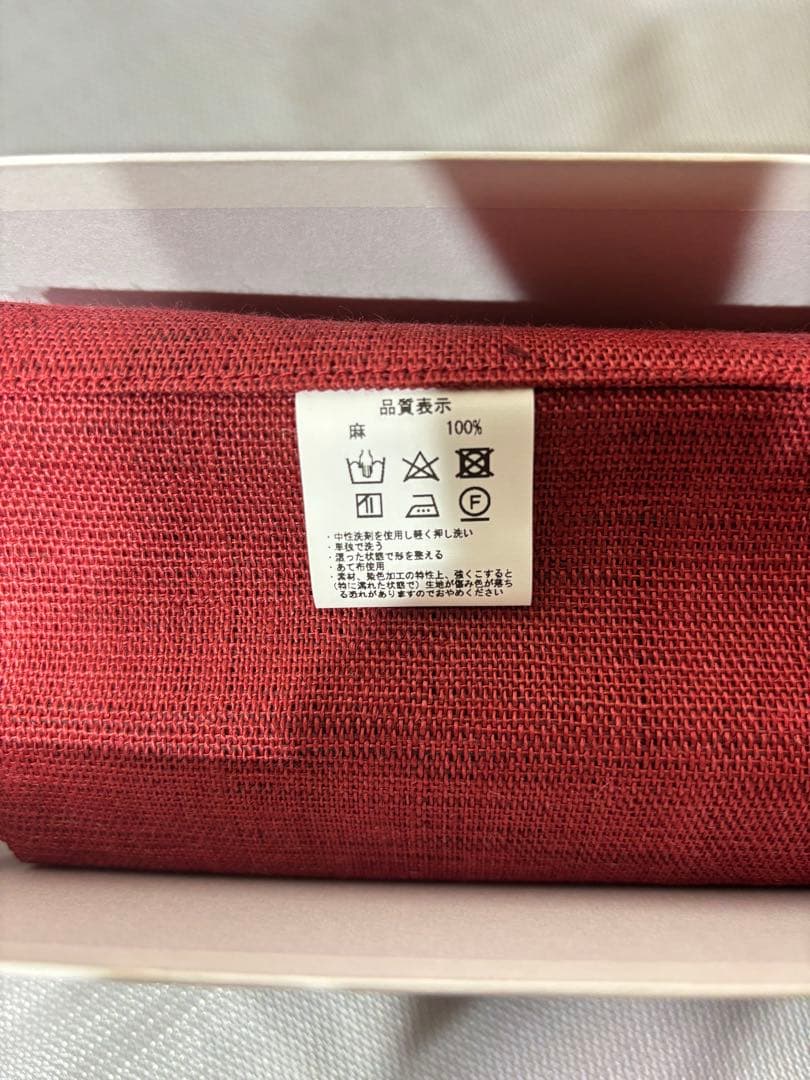 品質表示
麻 100%
F
・中性洗剤を使用し軽く押し洗い
・単独で洗う
・湿った状態で形を整える
・あて布使用
・素材、染色加工の特性上、強くこすると
(特に濡れた状態で)生地が傷み色が落ち
る恐れがありますのでおやめください